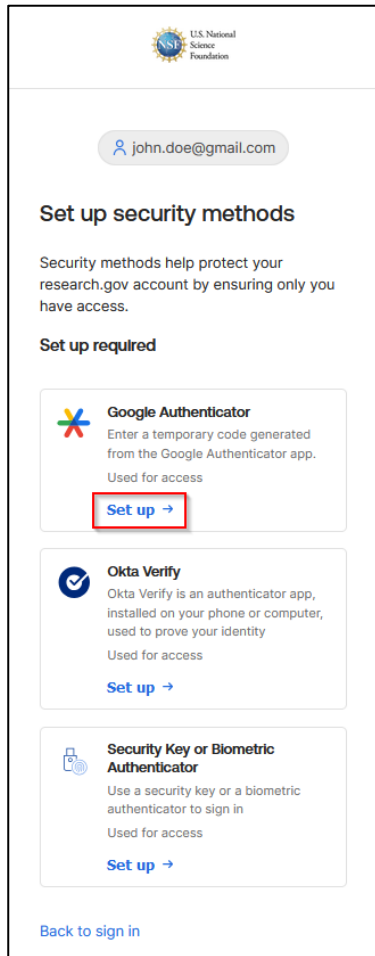 NSF
U.S. National
Science
Foundation
john.doe@gmail.com
Set up security methods
Security methods help protect your
research.gov account by ensuring only you
have access.
Set up required
Google Authenticator
Enter a temporary code generated
from the Google Authenticator app.
Used for access
Set up →
Okta Verify
Okta Verify is an authenticator app,
installed on your phone or computer,
used to prove your identity
Used for access
Set up →
Security Key or Biometric
Authenticator
Use a security key or a biometric
authenticator to sign in
Used for access
Set up →
Back to sign in